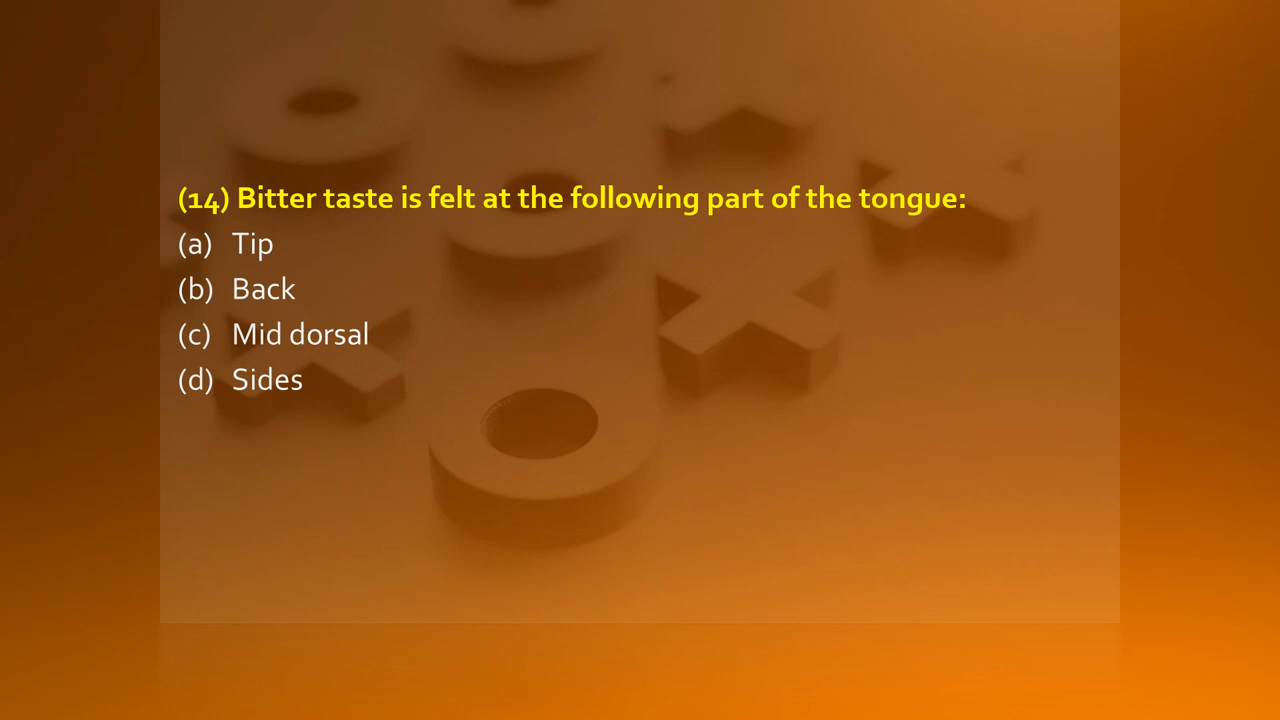 (14) Bitter taste is felt at the following part of the tongue:
(a) Tip
(b) Back
(c) Mid dorsal
(d) Sides